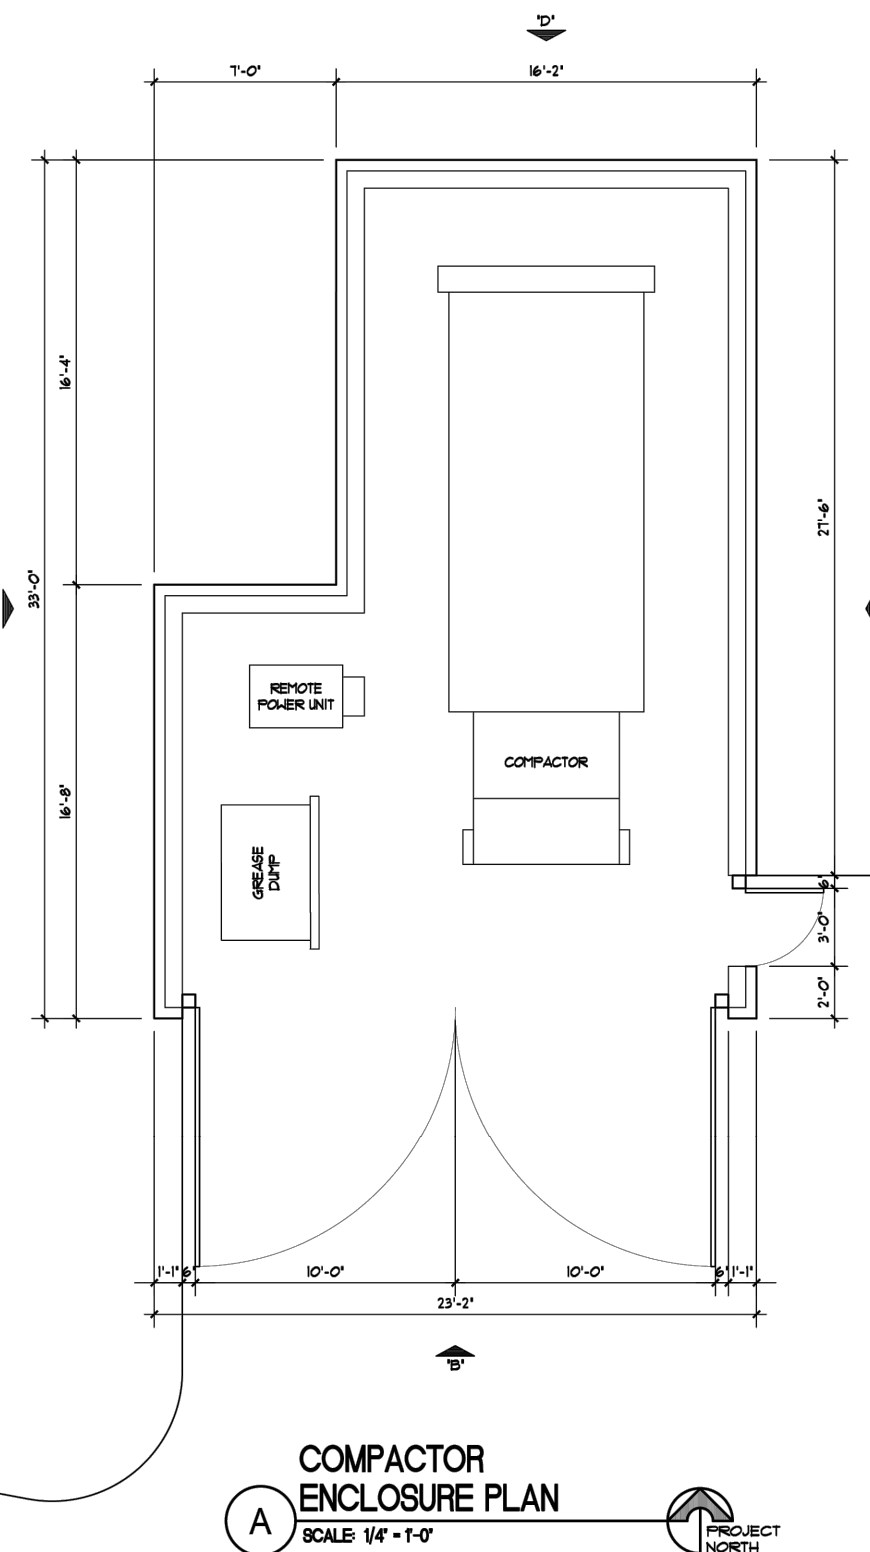 "D"
7'-0"
16'-2"
16'-4"
33'-0"
27'-6"
REMOTE
POWER UNIT
COMPACTOR
16'-8"
GREASE
DUMP
6"
3'-0"
2'-0"
1'-1"
6"
10'-0"
10'-0"
6"
1'-1"
23'-2"
"B"
COMPACTOR
ENCLOSURE PLAN
A
SCALE: 1/4" = 1'-0"
PROJECT
NORTH